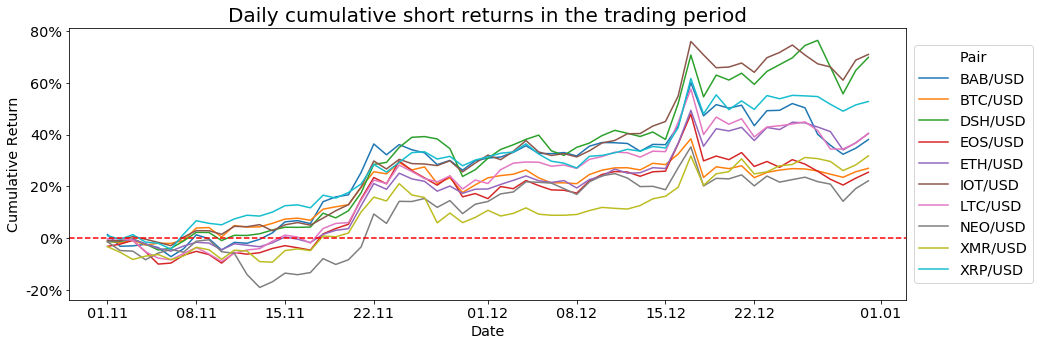 Daily cumulative short returns in the trading period
Cumulative Return
80%
60%
40%
20%
0%
-20%
01.11
08.11
15.11
22.11
01.12
08.12
15.12
22.12
01.01
Date
Pair
BAB/USD
BTC/USD
DSH/USD
EOS/USD
ETH/USD
IOT/USD
LTC/USD
NEO/USD
XMR/USD
XRP/USD